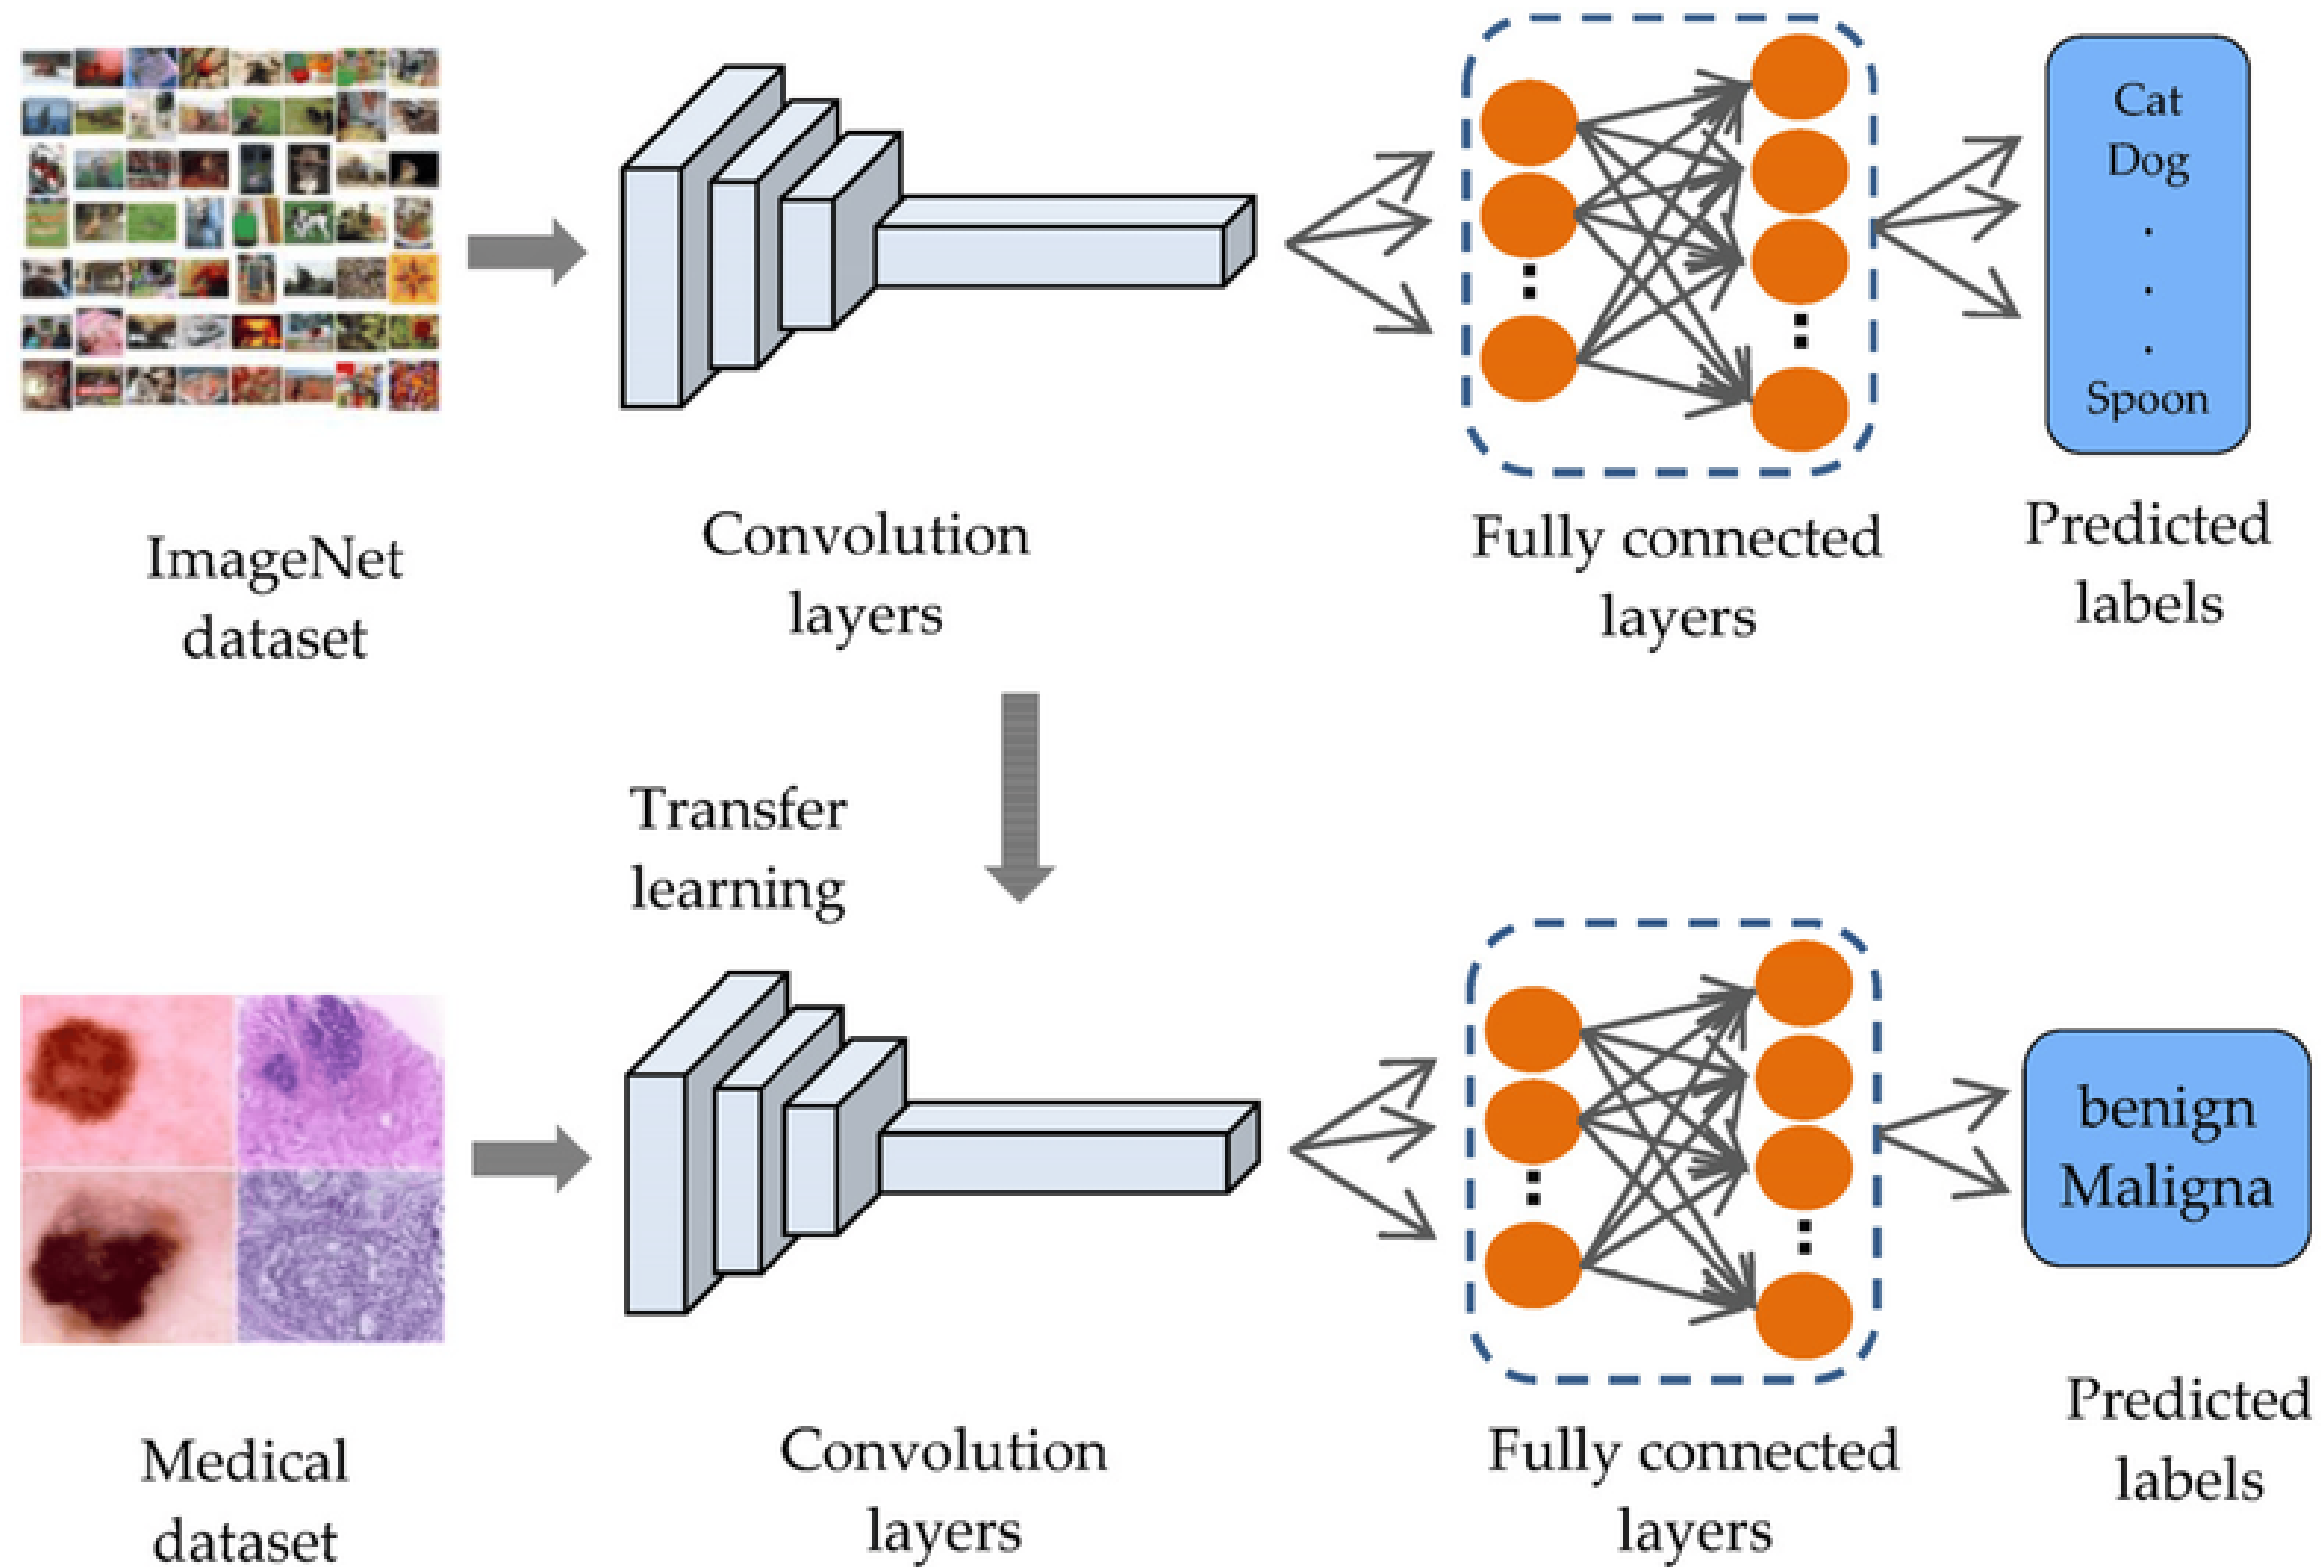 Cat
Dog
.
.
.
Spoon
ImageNet
dataset
Convolution
layers
Fully connected
layers
Predicted
labels
Transfer
learning
benign
Maligna
Medical
dataset
Convolution
layers
Fully connected
layers
Predicted
labels